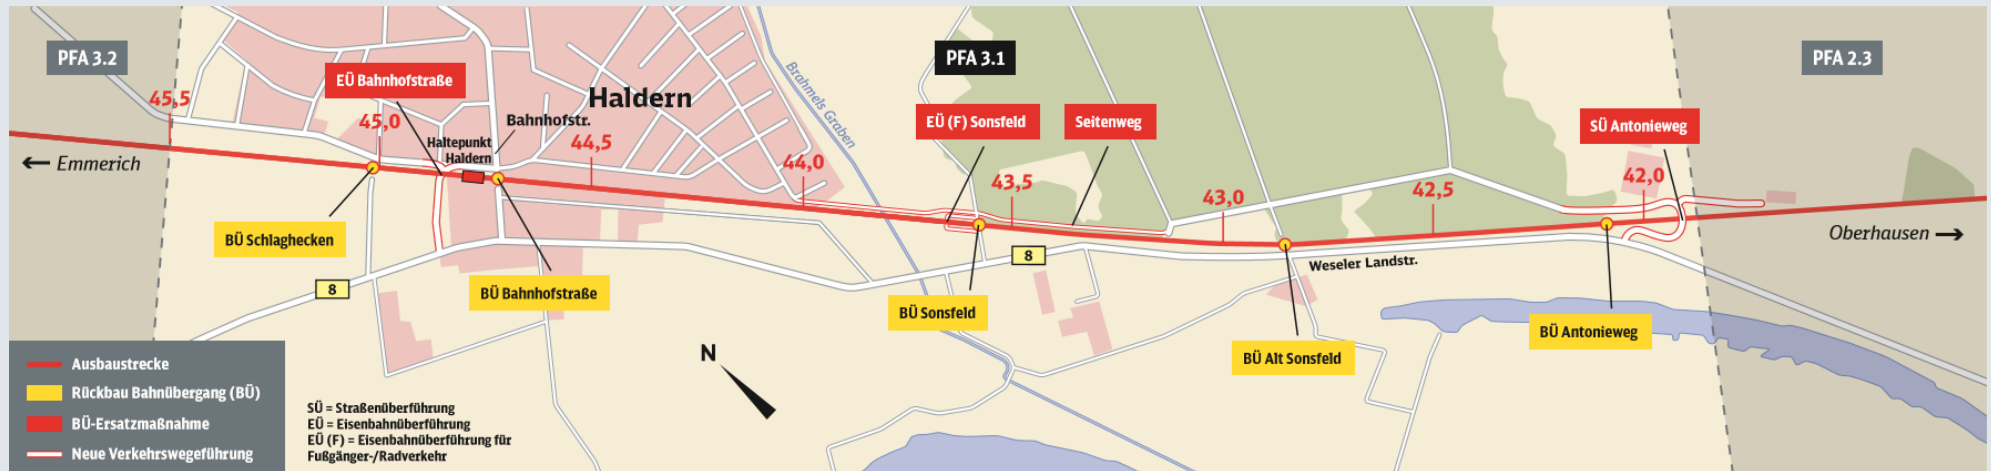 PFA 3.2
PFA 3.1
PFA 2.3
45,5
EÜ Bahnhofstraße
45,0
Haldern
Bahnhofstr.
Haltepunkt
Haldern
44,5
Brahmels Graben
44,0
EÜ (F) Sonsfeld
Seitenweg
43,5
43,0
42,5
SÜ Antonieweg
42,0
← Emmerich
Oberhausen →
BÜ Schlaghecken
8
BÜ Bahnhofstraße
8
BÜ Sonsfeld
Weseler Landstr.
BÜ Alt Sonsfeld
BÜ Antonieweg
N
Ausbaustrecke
Rückbau Bahnübergang (BÜ)
BÜ-Ersatzmaßnahme
Neue Verkehrswegeführung
SÜ = Straßenüberführung
EÜ = Eisenbahnüberführung
EÜ (F) = Eisenbahnüberführung für
Fußgänger-/Radverkehr